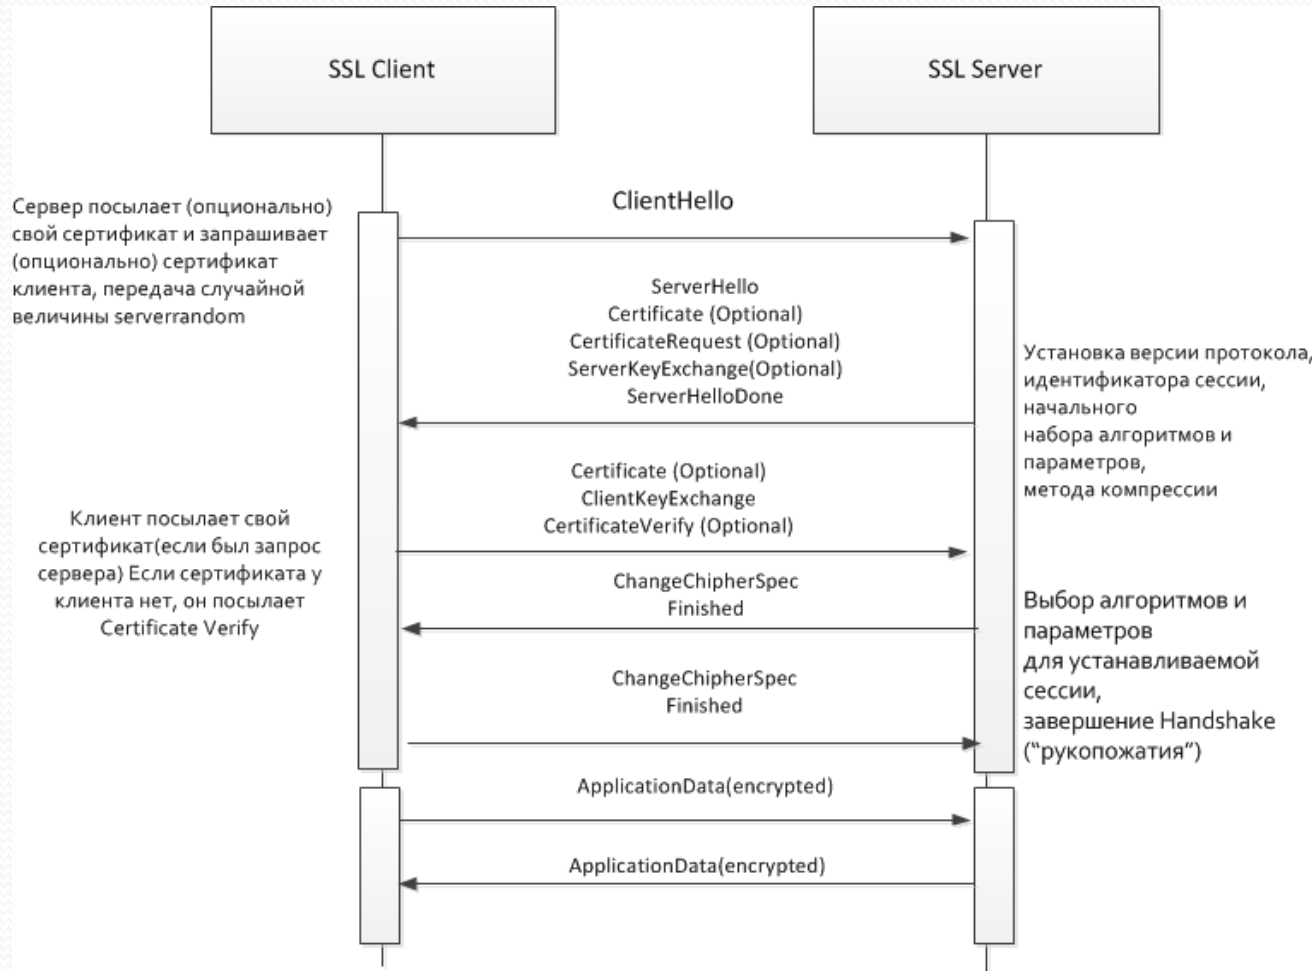 SSL Client
SSL Server
Сервер посылает (опционально)
свой сертификат и запрашивает
(опционально) сертификат
клиента, передача случайной
величины serverrandom
ClientHello
ServerHello
Certificate (Optional)
CertificateRequest (Optional)
ServerKeyExchange(Optional)
ServerHelloDone
Установка версии протокола,
идентификатора сессии,
начального
набора алгоритмов и
параметров,
метода компрессии
Certificate (Optional)
ClientKeyExchange
CertificateVerify (Optional)
Клиент посылает свой
сертификат(если был запрос
сервера) Если сертификата у
клиента нет, он посылает
Certificate Verify
ChangeChipherSpec
Finished
Выбор алгоритмов и
параметров
для устанавливаемой
сессии,
завершение Handshake
(“рукопожатия”)
ChangeChipherSpec
Finished
ApplicationData(encrypted)
ApplicationData(encrypted)